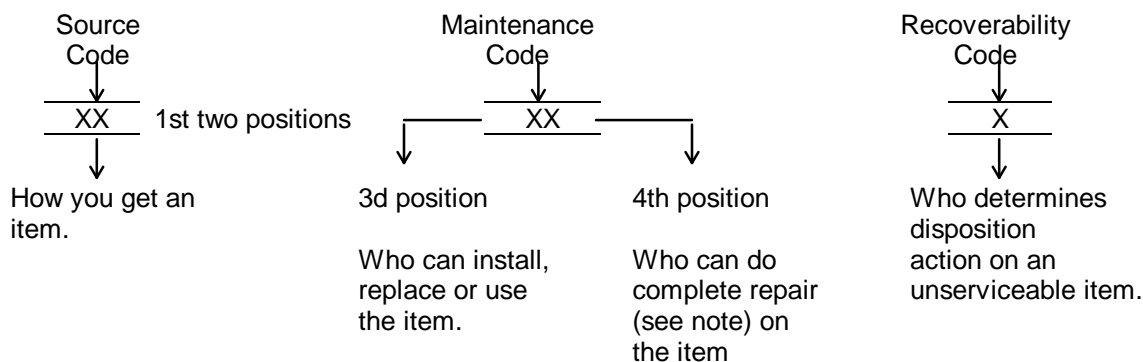 Source
Code
Maintenance
Code
Recoverability
Code
XX 1st two positions
XX
X
How you get an
item.
3d position
Who can install,
replace or use
the item.
4th position
Who can do
complete repair
(see note) on
the item
Who determines
disposition
action on an
unserviceable item.